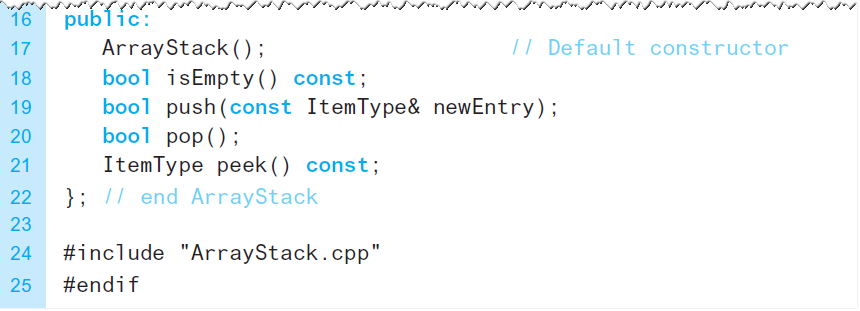 16 public:
17 ArrayStack(); // Default constructor
18 bool isEmpty() const;
19 bool push(const ItemType& newEntry);
20 bool pop();
21 ItemType peek() const;
22 }; // end ArrayStack
23
24 #include "ArrayStack.cpp"
25 #endif